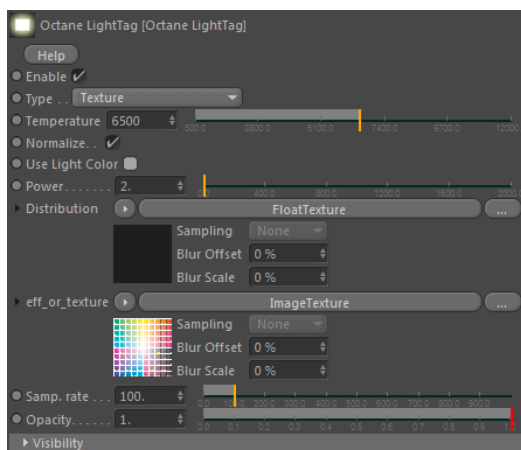 Octane LightTag [Octane LightTag]
Help
Enable
Type . . Texture
Temperature 6500
500.0 2800.0 5100.0 7400.0 9700.0 12000
Normalize. .
Use Light Color
Power. . . . . . . 2.
0.0 400.0 800.0 1200.0 1600.0 2000.0
Distribution FloatTexture ...
Sampling None
Blur Offset 0 %
Blur Scale 0 %
eff_or_texture ImageTexture ...
Sampling None
Blur Offset 0 %
Blur Scale 0 %
Samp. rate . . . 100.
0.0 100.0 200.0 300.0 400.0 500.0 600.0 700.0 800.0 900.0
Opacity. . . . . . 1.
0.0 0.1 0.2 0.3 0.4 0.5 0.6 0.7 0.8 0.9 1.0
Visibility